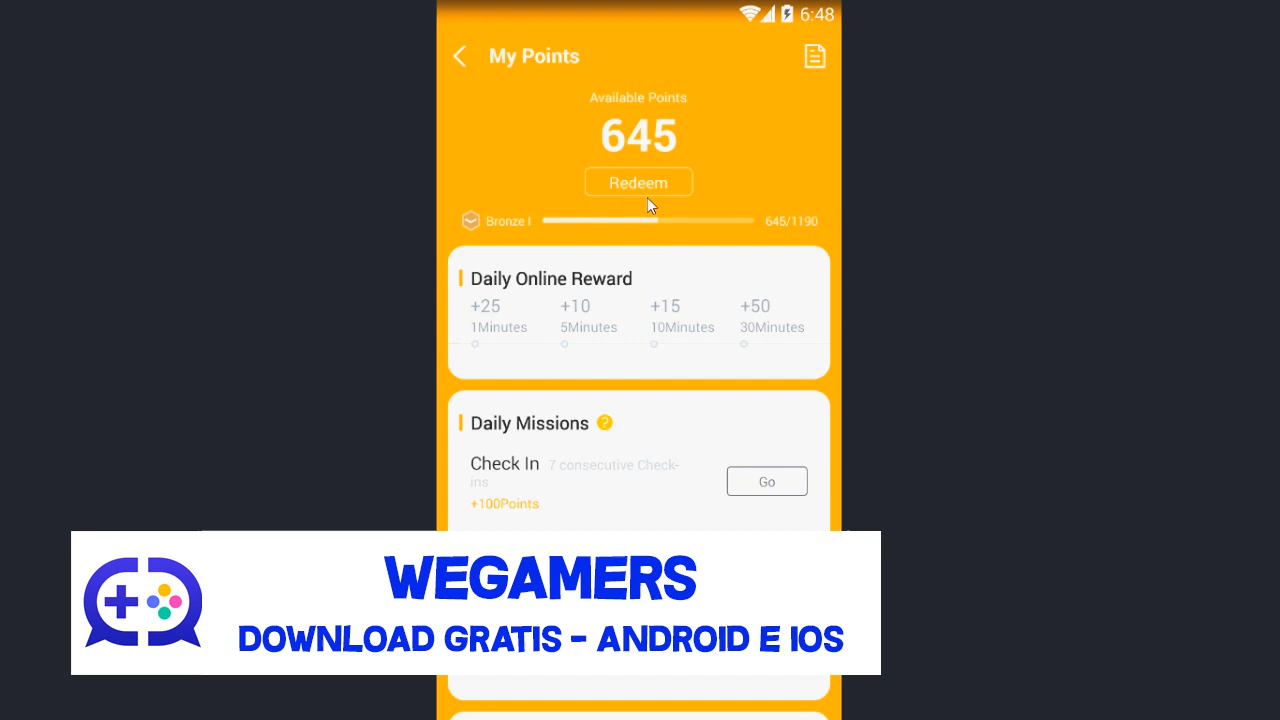 6:48
My Points
Available Points
645
Redeem
Bronze I 645/1190
Daily Online Reward
+25 +10 +15 +50
1Minutes 5Minutes 10Minutes 30Minutes
Daily Missions ?
Check In 7 consecutive Check-
ins
Go
+100Points
WEGAMERS
DOWNLOAD GRATIS - ANDROID E IOS